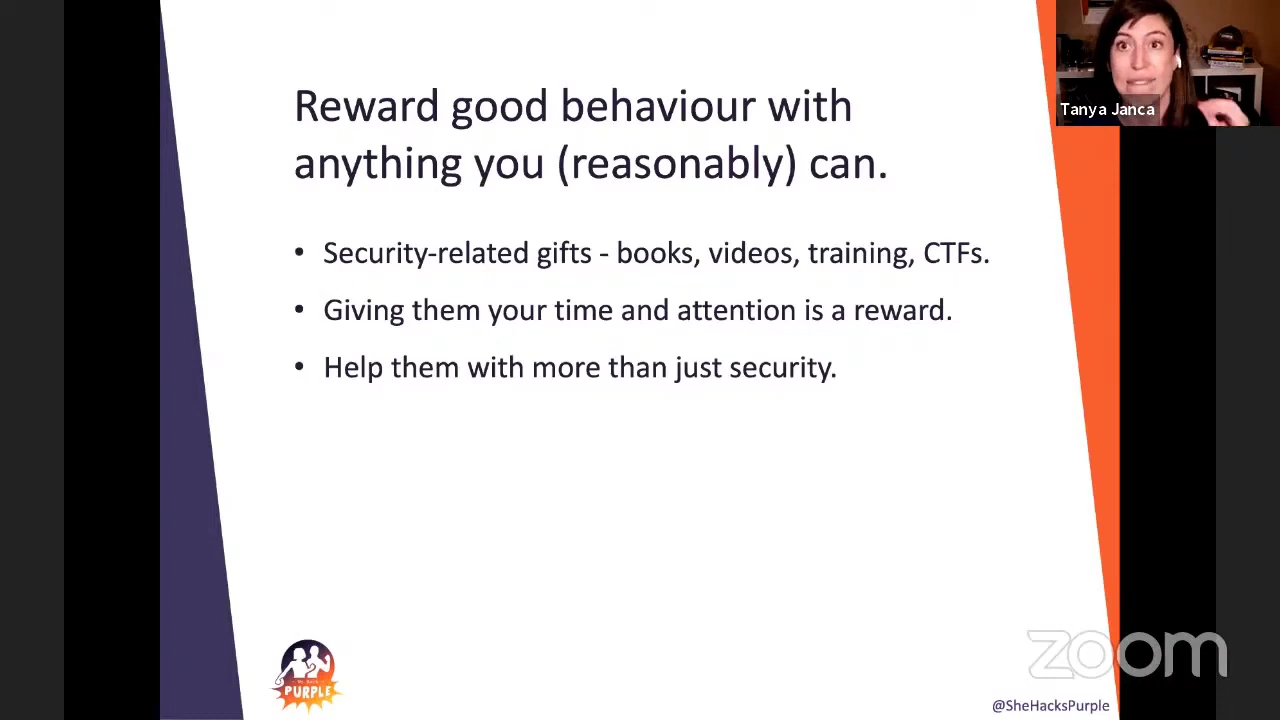 Reward good behaviour with
anything you (reasonably) can.
Tanya Janca
• Security-related gifts - books, videos, training, CTFs.
• Giving them your time and attention is a reward.
• Help them with more than just security.
PURPLE
zoom
@SheHacksPurple